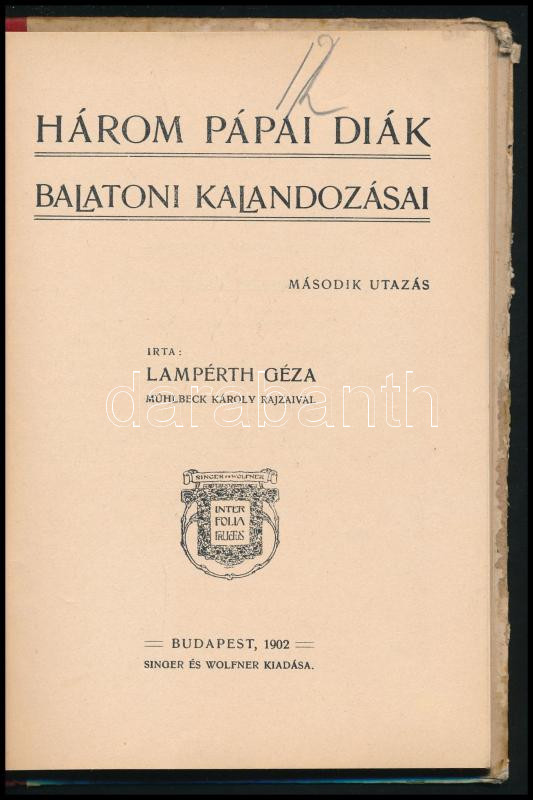 12
HÁROM PÁPAI DIÁK
BALATONI KALANDOZÁSAI
MÁSODIK UTAZÁS
IRTA:
LAMPÉRTH GÉZA
darabanth
MÜHLBECK KÁROLY RAJZAIVAL
SINGER ÉS WOLFNER
INTER
FOLIA
FRUCTUS
BUDAPEST, 1902
SINGER ÉS WOLFNER KIADÁSA.